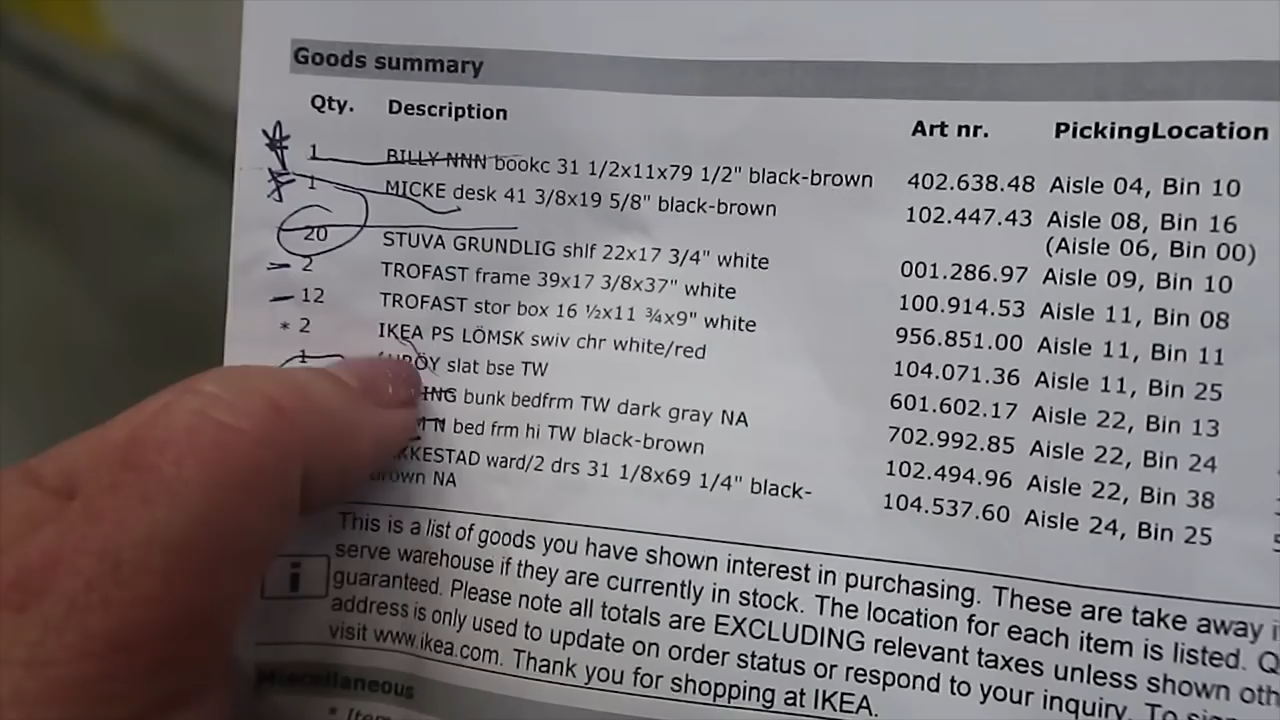 Goods summary
Qty. Description Art nr. PickingLocation
1 BILLY NNN bookc 31 1/2x11x79 1/2" black-brown 402.638.48 Aisle 04, Bin 10
1 MICKE desk 41 3/8x19 5/8" black-brown 102.447.43 Aisle 08, Bin 16
(Aisle 06, Bin 00)
20 STUVA GRUNDLIG shlf 22x17 3/4" white 001.286.97 Aisle 09, Bin 10
2 TROFAST frame 39x17 3/8x37" white 100.914.53 Aisle 11, Bin 08
12 TROFAST stor box 16 ½x11 ¾x9" white 956.851.00 Aisle 11, Bin 11
* 2 IKEA PS LÖMSK swiv chr white/red 104.071.36 Aisle 11, Bin 25
1 slat bse TW 601.602.17 Aisle 22, Bin 13
bunk bedfrm TW dark gray NA 702.992.85 Aisle 22, Bin 24
bed frm hi TW black-brown 102.494.96 Aisle 22, Bin 38
ward/2 drs 31 1/8x69 1/4" black- 104.537.60 Aisle 24, Bin 25
NA
i
This is a list of goods you have shown interest in purchasing. These are take away
serve warehouse if they are currently in stock. The location for each item is listed.
guaranteed. Please note all totals are EXCLUDING relevant taxes unless shown
address is only used to update on order status or respond to your inquiry. To
visit www.ikea.com. Thank you for shopping at IKEA.
Miscellaneous